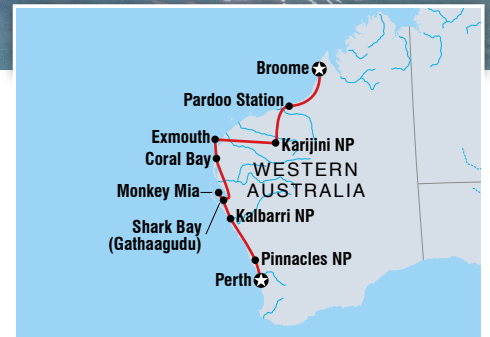 Broome
Pardoo Station
Exmouth
Karijini NP
Coral Bay
WESTERN
AUSTRALIA
Monkey Mia
Kalbarri NP
Shark Bay
(Gathaagudu)
Pinnacles NP
Perth